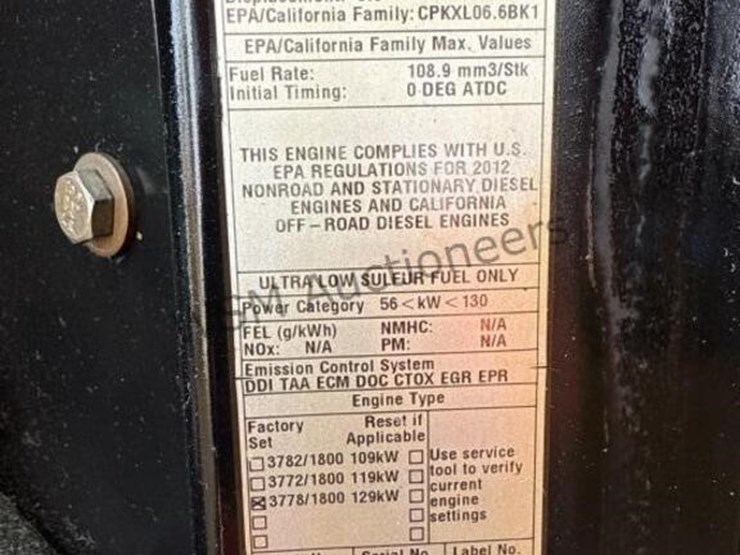 EPA/California Family: CPKXL06.6BK1
EPA/California Family Max. Values
Fuel Rate: 108.9 mm3/Stk
Initial Timing: 0 DEG ATDC
THIS ENGINE COMPLIES WITH U.S.
EPA REGULATIONS FOR 2012
NONROAD AND STATIONARY DIESEL
ENGINES AND CALIFORNIA
OFF-ROAD DIESEL ENGINES
ULTRA LOW SULFUR FUEL ONLY
Power Category 56<kW<130
FEL (g/kWh) NMHC: N/A
NOx: N/A PM: N/A
Emission Control System
DDI TAA ECM DOC CTOX EGR EPR
Engine Type
Factory Set
Reset if Applicable
3782/1800 109kW
3772/1800 119kW
3778/1800 129kW
Use service
tool to verify
current
engine
settings
Serial No. Label No.
Auctioneers